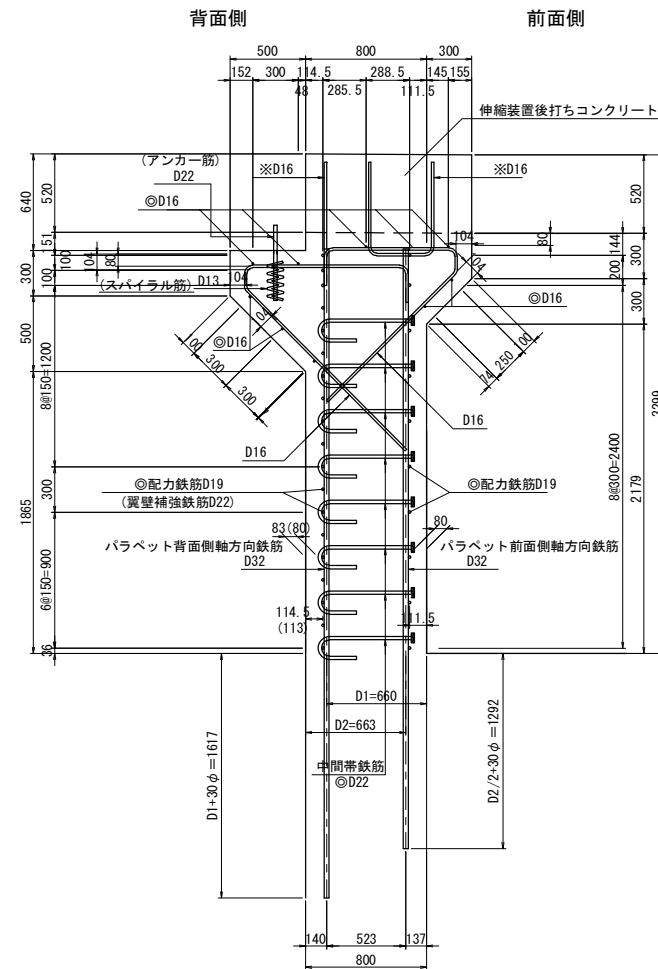 背面側
前面側
500
800
300
152
300
114.5
288.5
145
155
48
285.5
111.5
伸縮装置後打ちコンクリート
(アンカー筋)
D22
※D16
※D16
◎D16
640
520
520
151
104
80
144
300
100
104
80
100
300
200
(スパイラル筋)
D13
104
104
◎D16
300
500
104
◎D16
100
300
300
74
250
100
8@150=1200
D16
D16
3299
8@300=2400
2179
◎配力鉄筋D19
(翼壁補強鉄筋D22)
◎配力鉄筋D19
300
1865
83(80)
80
パラペット背面側軸方向鉄筋
D32
パラペット前面側軸方向鉄筋
D32
6@150=900
114.5
(113)
111.5
36
D1=660
D2=663
中間帯鉄筋
◎D22
D1+30φ=1617
D2/2+30φ=1292
140
523
137
800